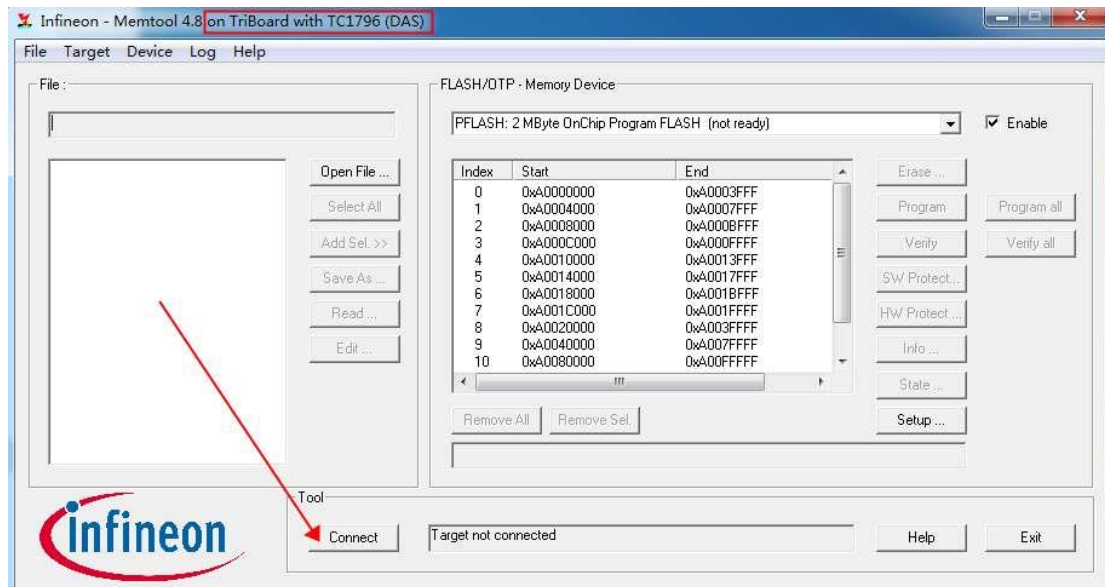 Infineon - Memtool 4.8 on TriBoard with TC1796 (DAS)
File Target Device Log Help
File :
Open File ...
Select All
Add Sel. >>
Save As ...
Read ...
Edit ...
FLASH/OTP - Memory Device
PFLASH: 2 MByte OnChip Program FLASH (not ready)
Enable
Index Start End
0 0xA0000000 0xA0003FFF
1 0xA0004000 0xA0007FFF
2 0xA0008000 0xA000BFFF
3 0xA000C000 0xA000FFFF
4 0xA0010000 0xA0013FFF
5 0xA0014000 0xA0017FFF
6 0xA0018000 0xA001BFFF
7 0xA001C000 0xA001FFFF
8 0xA0020000 0xA003FFFF
9 0xA0040000 0xA007FFFF
10 0xA0080000 0xA00FFFFF
Remove All Remove Sel.
Erase ...
Program Program all
Verify Verify all
SW Protect...
HW Protect ...
Info ...
State ...
Setup ...
infineon
Tool
Connect Target not connected Help Exit